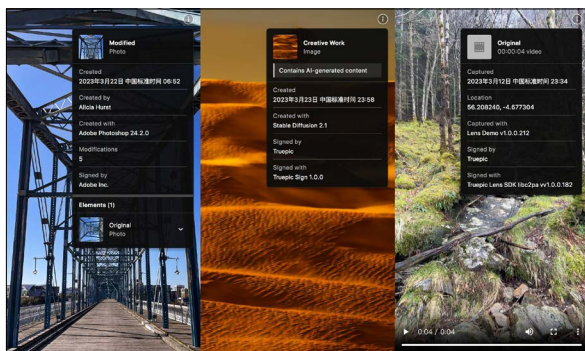 Modified
Photo
Created
2023年3月22日 中国标准时间 06:52
Created by
Alicia Hurst
Created with
Adobe Photoshop 24.2.0
Modifications
5
Signed by
Adobe Inc.
Elements (1)
Original
Photo
Creative Work
Image
Contains AI-generated content
Created
2023年3月23日 中国标准时间 23:58
Created with
Stable Diffusion 2.1
Signed by
Truepic
Signed with
Truepic Sign 1.0.0
Original
00:00:04 video
Captured
2023年3月12日 中国标准时间 23:34
Location
56.208240, -4.677304
Captured with
Lens Demo v1.0.0.212
Signed by
Truepic
Signed with
Truepic Lens SDK libc2pa vv1.0.0.182
0:04 / 0:04